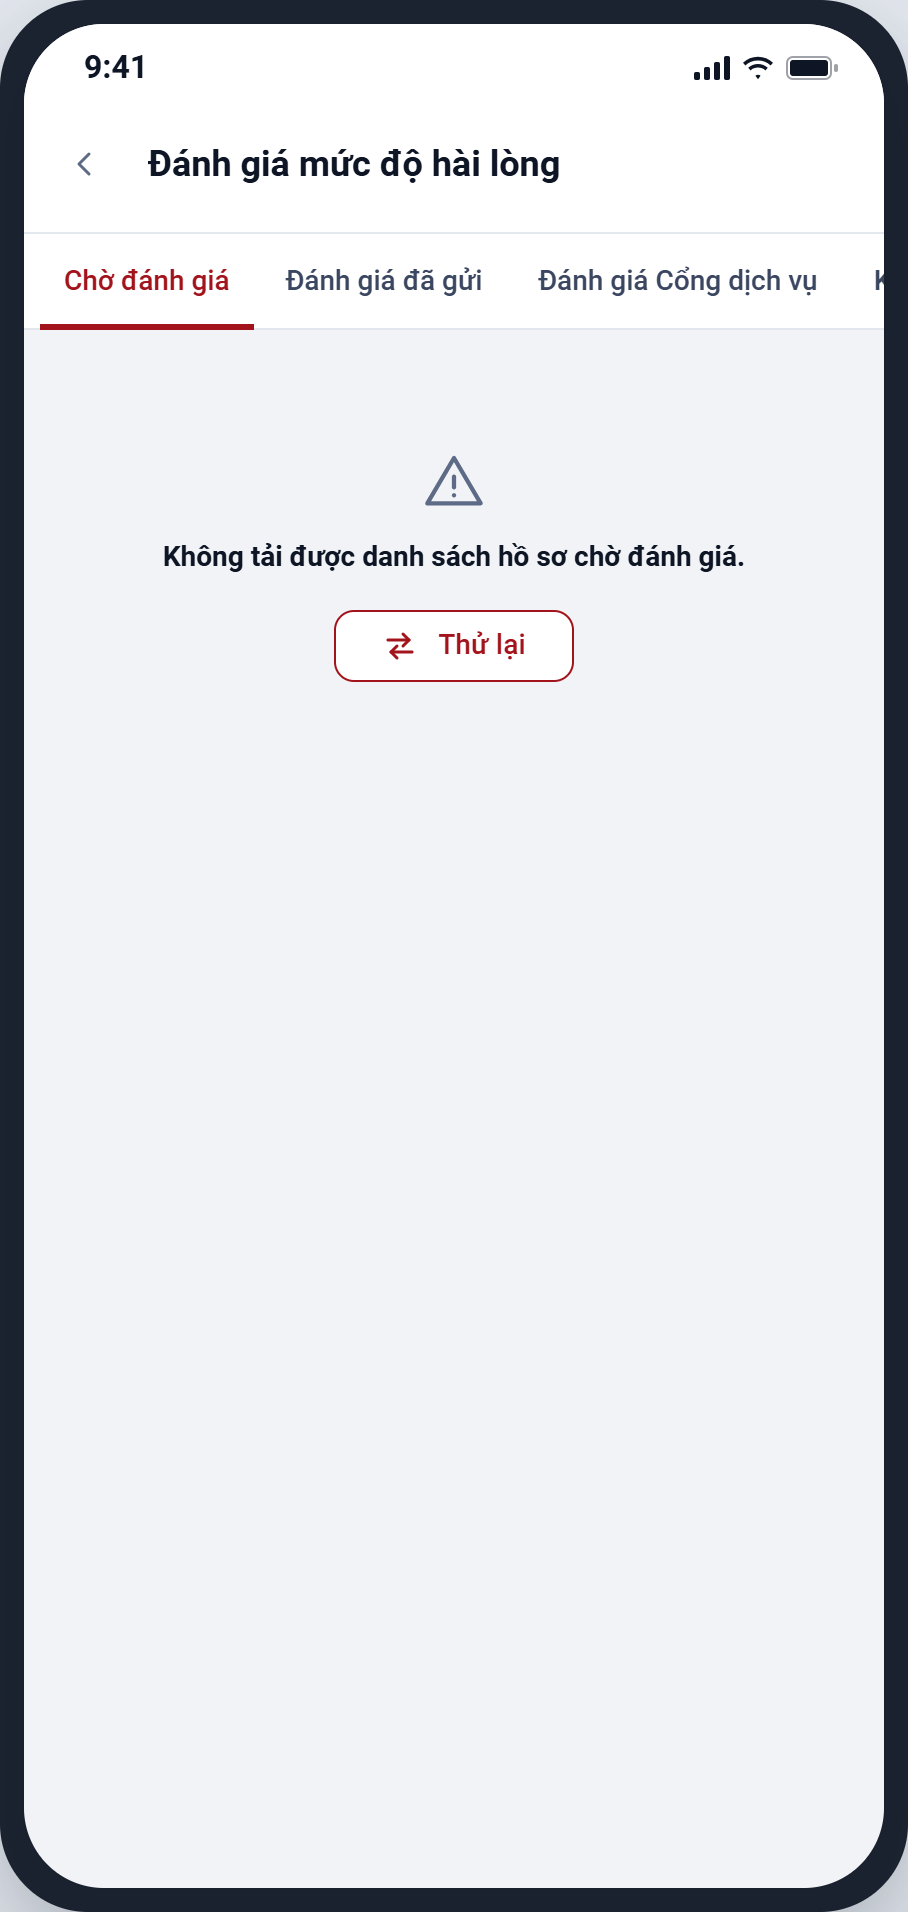 9:41
Đánh giá mức độ hài lòng
Chờ đánh giá Đánh giá đã gửi Đánh giá Cổng dịch vụ
Không tải được danh sách hồ sơ chờ đánh giá.
Thử lại